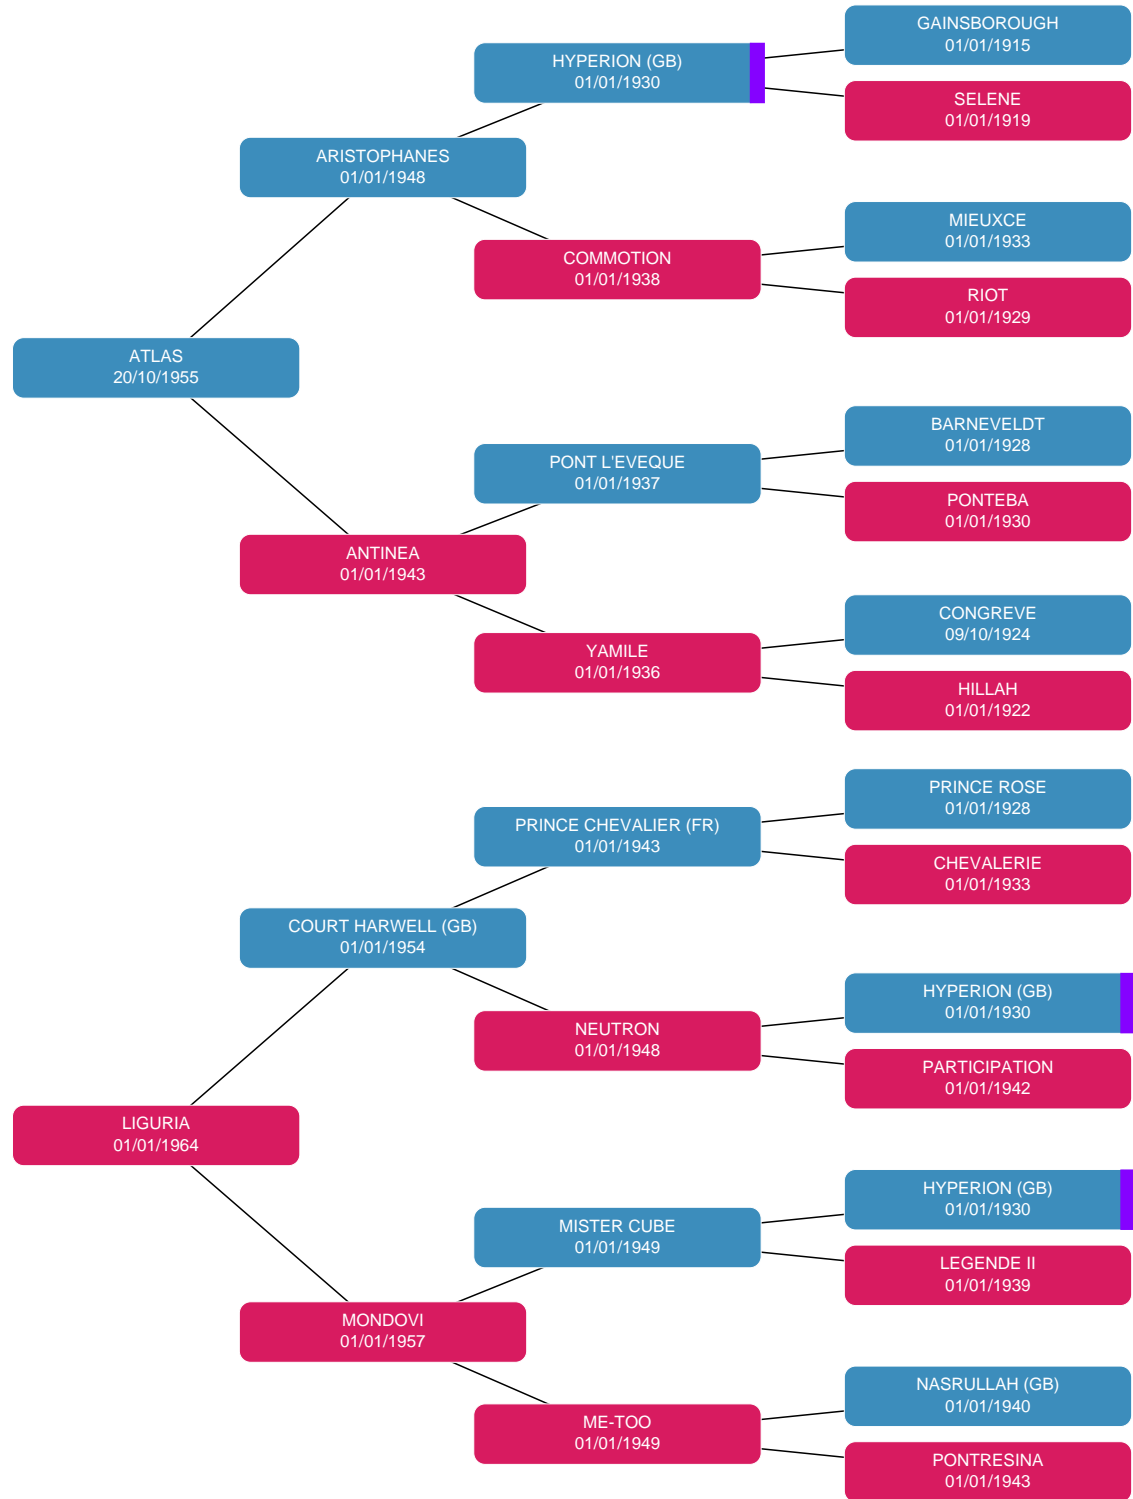 GAINSBOROUGH
01/01/1915
HYPERION (GB)
01/01/1930
SELENE
01/01/1919
ARISTOPHANES
01/01/1948
MIEUXCE
01/01/1933
COMMOTION
01/01/1938
RIOT
01/01/1929
ATLAS
20/10/1955
BARNEVELDT
01/01/1928
PONT L'EVEQUE
01/01/1937
PONTEBA
01/01/1930
ANTINEA
01/01/1943
CONGREVE
09/10/1924
YAMILE
01/01/1936
HILLAH
01/01/1922
PRINCE ROSE
01/01/1928
PRINCE CHEVALIER (FR)
01/01/1943
CHEVALERIE
01/01/1933
COURT HARWELL (GB)
01/01/1954
HYPERION (GB)
01/01/1930
NEUTRON
01/01/1948
PARTICIPATION
01/01/1942
LIGURIA
01/01/1964
HYPERION (GB)
01/01/1930
MISTER CUBE
01/01/1949
LEGENDE II
01/01/1939
MONDOVI
01/01/1957
NASRULLAH (GB)
01/01/1940
ME-TOO
01/01/1949
PONTRESINA
01/01/1943